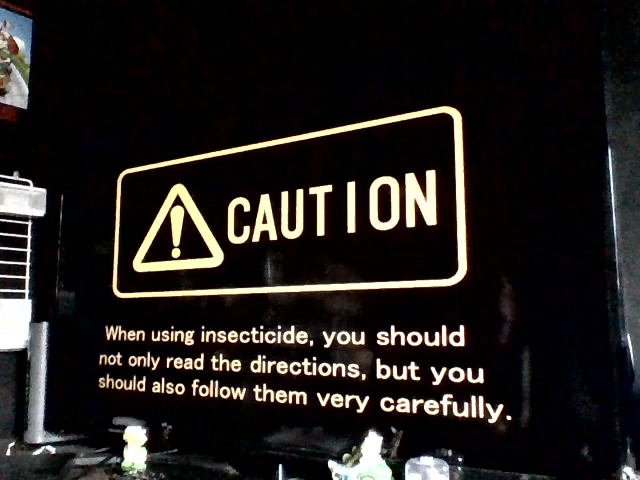 CAUTION
When using insecticide, you should
not only read the directions, but you
should also follow them very carefully.